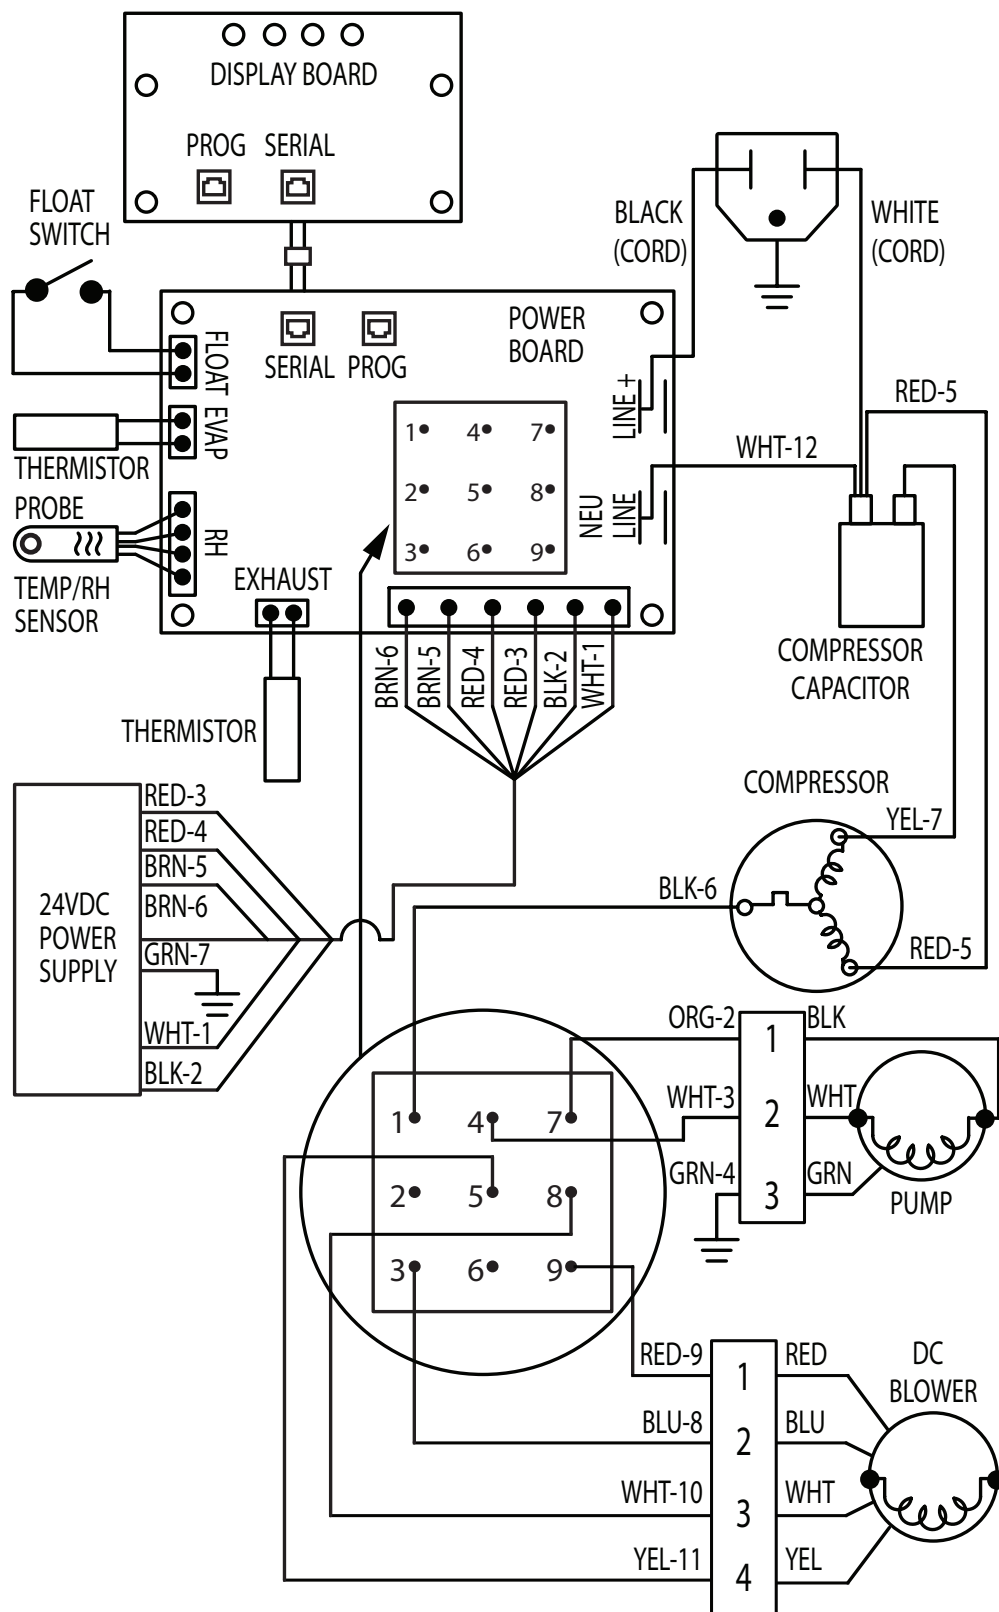 DISPLAY BOARD
PROG SERIAL
FLOAT
SWITCH
BLACK
(CORD)
WHITE
(CORD)
POWER
BOARD
SERIAL PROG
FLOAT
EVAP
RH
THERMISTOR
PROBE
TEMP/RH
SENSOR
EXHAUST
THERMISTOR
LINE +
NEU
LINE
1 4 7
2 5 8
3 6 9
WHT-12
RED-5
COMPRESSOR
CAPACITOR
BRN-6
BRN-5
RED-4
RED-3
BLK-2
WHT-1
COMPRESSOR
YEL-7
BLK-6
RED-5
24VDC
POWER
SUPPLY
RED-3
RED-4
BRN-5
BRN-6
GRN-7
WHT-1
BLK-2
ORG-2 1 BLK
WHT-3 2 WHT
GRN-4 3 GRN
PUMP
1 4 7
2 5 8
3 6 9
DC
BLOWER
RED-9 1 RED
BLU-8 2 BLU
WHT-10 3 WHT
YEL-11 4 YEL